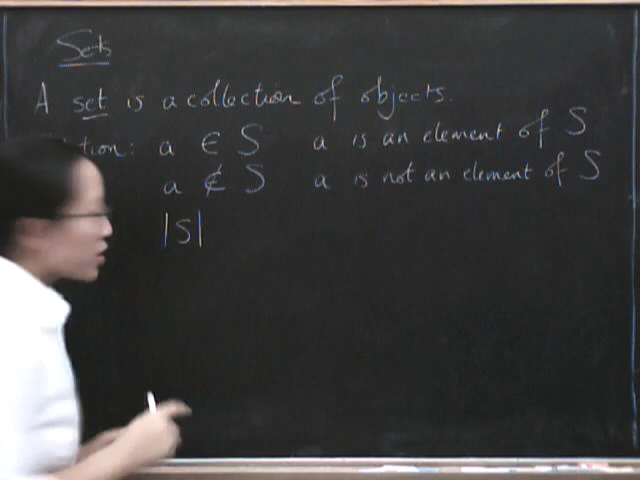 Sets
A set is a collection of objects.
tion: a ∈ S a is an element of S
a ∉ S a is not an element of S
|S|